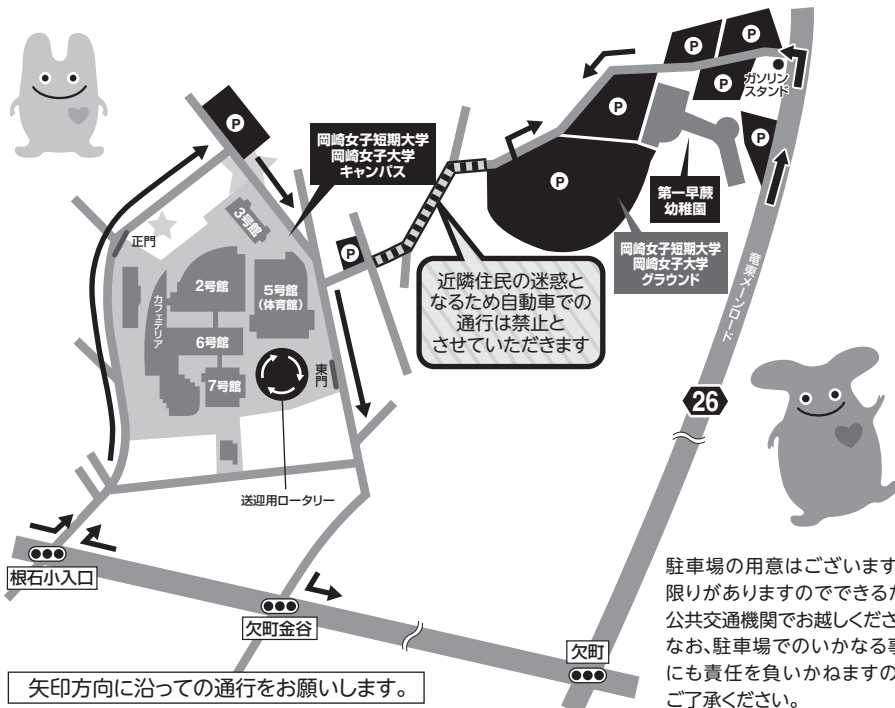 P
P
P
P
P
P
P
P
ガソリン
スタンド
岡崎女子短期大学
岡崎女子大学
キャンパス
第一早蕨
幼稚園
岡崎女子短期大学
岡崎女子大学
グラウンド
3号館
正門
2号館
5号館
(体育館)
カフェテリア
6号館
7号館
東門
近隣住民の迷惑と
なるため自動車での
通行は禁止と
させていただきます
竜東メーンロード
26
送迎用ロータリー
根石小入口
欠町金谷
欠町
駐車場の用意はございます
限りがありますのでできるだ
公共交通機関でお越しくださ
なお、駐車場でのいかなる事
にも責任を負いかねますの
ご了承ください。
矢印方向に沿っての通行をお願いします。